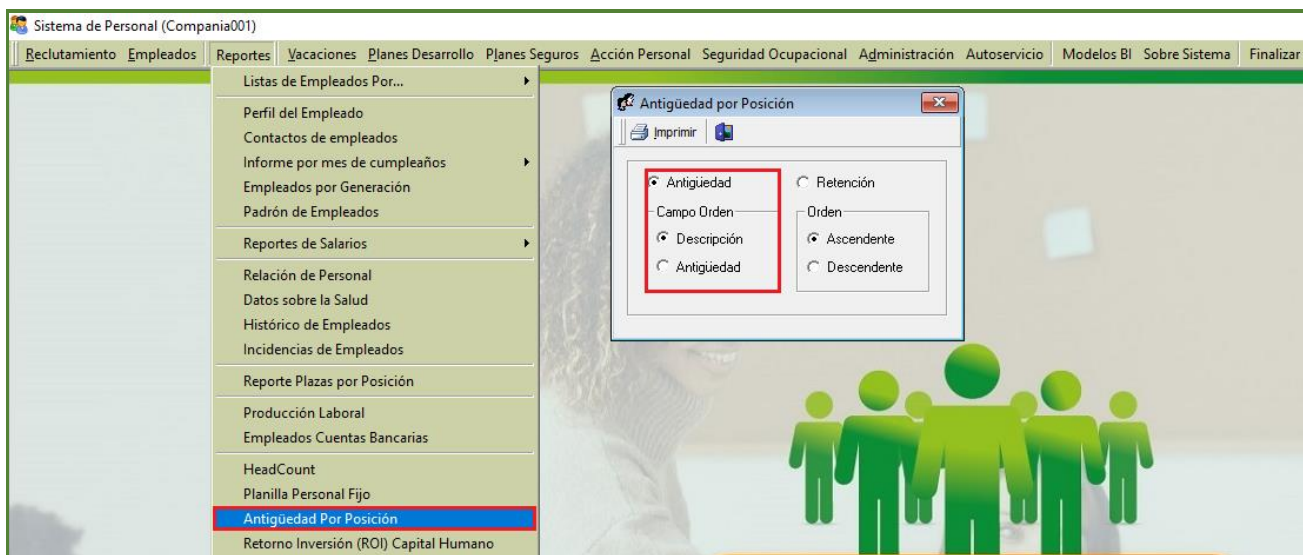 Sistema de Personal (Compania001)
Reclutamiento Empleados Reportes Vacaciones Planes Desarrollo Planes Seguros Acción Personal Seguridad Ocupacional Administración Autoservicio Modelos BI Sobre Sistema Finalizar
Listas de Empleados Por...
Perfil del Empleado
Contactos de empleados
Informe por mes de cumpleaños
Empleados por Generación
Padrón de Empleados
Reportes de Salarios
Relación de Personal
Datos sobre la Salud
Histórico de Empleados
Incidencias de Empleados
Reporte Plazas por Posición
Producción Laboral
Empleados Cuentas Bancarias
HeadCount
Planilla Personal Fijo
Antigüedad Por Posición
Retorno Inversión (ROI) Capital Humano
Antigüedad por Posición
Imprimir
Antigüedad Retención
Campo Orden Orden
Descripción Ascendente
Antigüedad Descendente